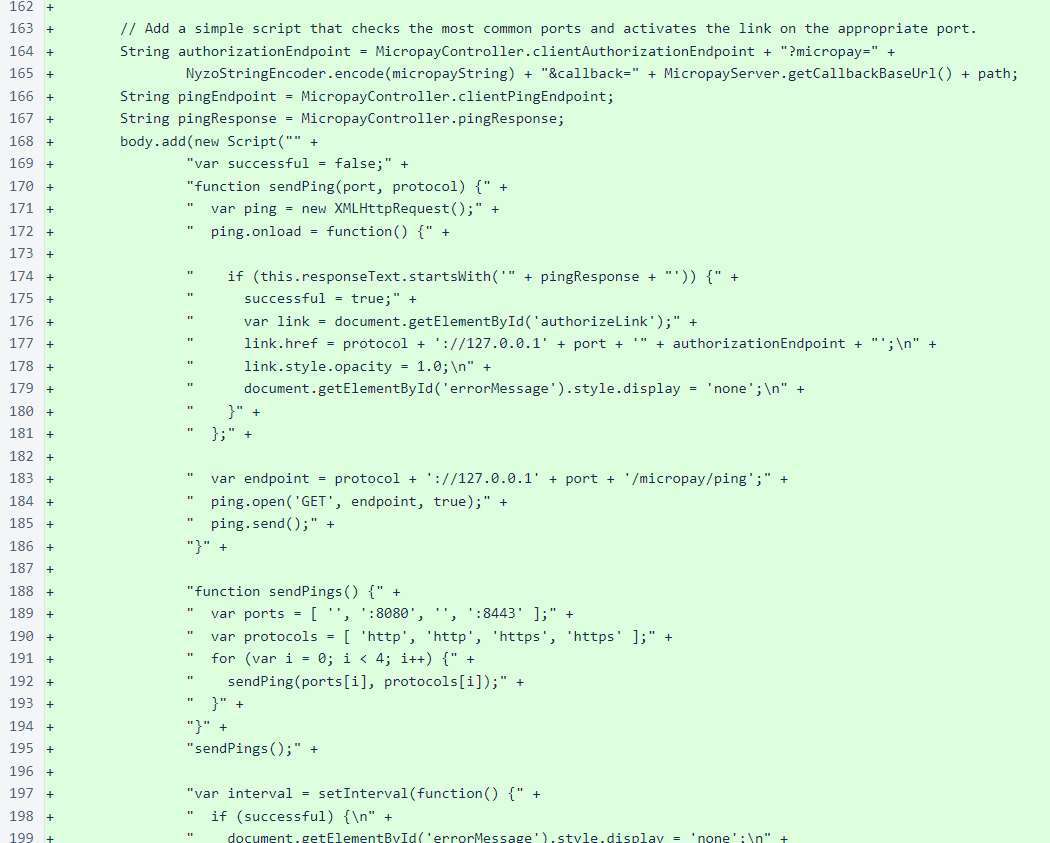 162 +
163 + // Add a simple script that checks the most common ports and activates the link on the appropriate port.
164 + String authorizationEndpoint = MicropayController.clientAuthorizationEndpoint + "?micropay=" +
165 + NyzoStringEncoder.encode(micropayString) + "&callback=" + MicropayServer.getCallbackBaseUrl() + path;
166 + String pingEndpoint = MicropayController.clientPingEndpoint;
167 + String pingResponse = MicropayController.pingResponse;
168 + body.add(new Script("" +
169 + "var successful = false;" +
170 + "function sendPing(port, protocol) {" +
171 + " var ping = new XMLHttpRequest();" +
172 + " ping.onload = function() {" +
173 +
174 + " if (this.responseText.startsWith('" + pingResponse + "')) {" +
175 + " successful = true;" +
176 + " var link = document.getElementById('authorizeLink');" +
177 + " link.href = protocol + '://127.0.0.1' + port + '" + authorizationEndpoint + "';\n" +
178 + " link.style.opacity = 1.0;\n" +
179 + " document.getElementById('errorMessage').style.display = 'none';\n" +
180 + " }" +
181 + " };" +
182 +
183 + " var endpoint = protocol + '://127.0.0.1' + port + '/micropay/ping';" +
184 + " ping.open('GET', endpoint, true);" +
185 + " ping.send();" +
186 + "}" +
187 +
188 + "function sendPings() {" +
189 + " var ports = [ '', ':8080', '', ':8443' ];" +
190 + " var protocols = [ 'http', 'http', 'https', 'https' ];" +
191 + " for (var i = 0; i < 4; i++) {" +
192 + " sendPing(ports[i], protocols[i]);" +
193 + " }" +
194 + "}" +
195 + "sendPings();" +
196 +
197 + "var interval = setInterval(function() {" +
198 + " if (successful) {\n" +
199 + " document.getElementById('errorMessage').style.display = 'none';\n" +